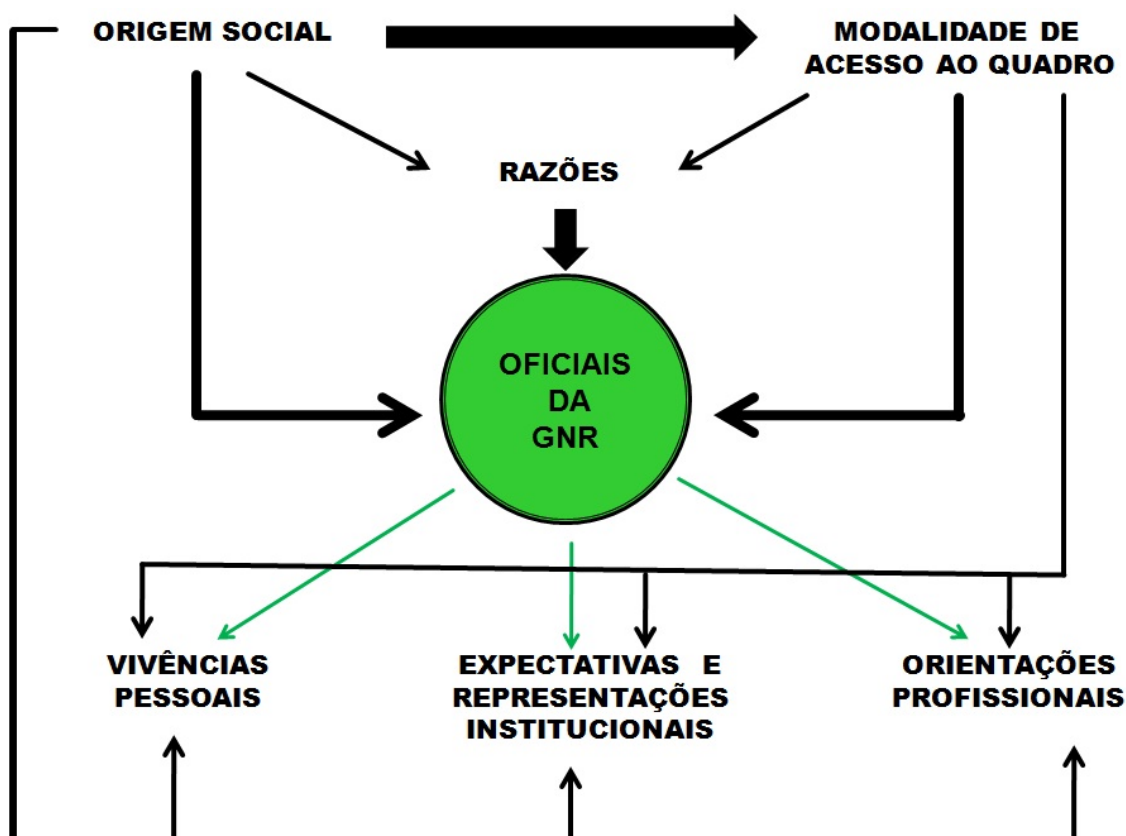 ORIGEM SOCIAL
MODALIDADE DE
ACESSO AO QUADRO
RAZÕES
OFICIAIS
DA
GNR
VIVÊNCIAS
PESSOAIS
EXPECTATIVAS E
REPRESENTAÇÕES
INSTITUCIONAIS
ORIENTAÇÕES
PROFISSIONAIS